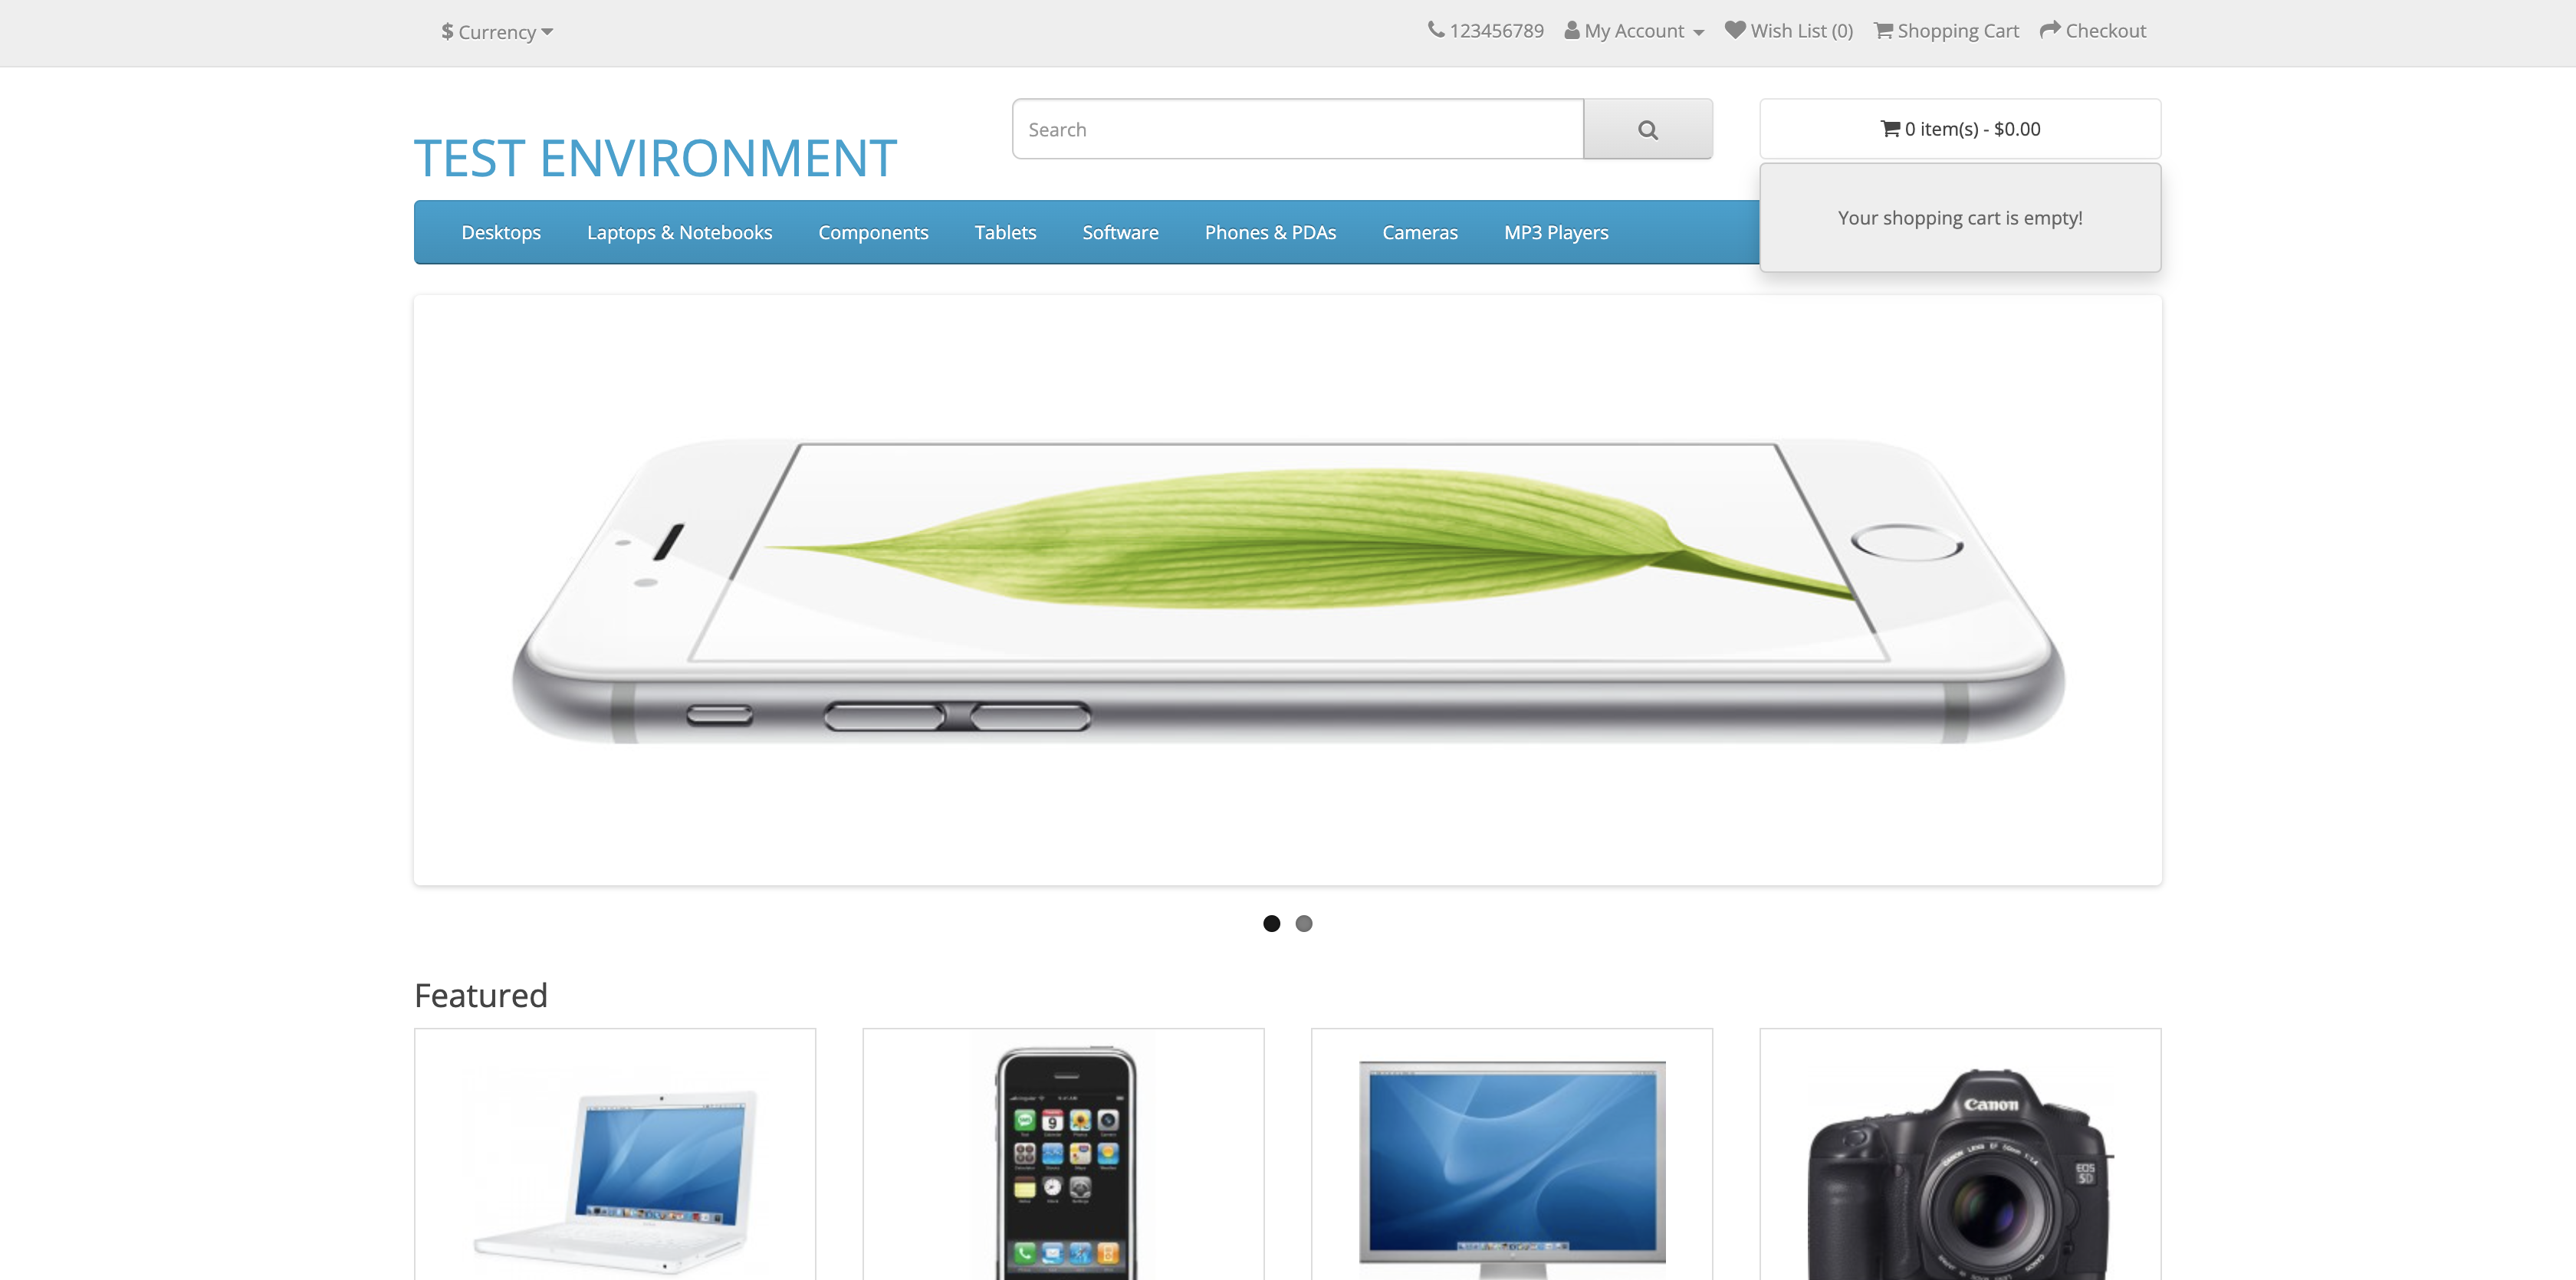 $ Currency
123456789 My Account Wish List (0) Shopping Cart Checkout
TEST ENVIRONMENT
Search
0 item(s) - $0.00
Your shopping cart is empty!
Desktops Laptops & Notebooks Components Tablets Software Phones & PDAs Cameras MP3 Players
Featured
9
Canon
EOS
5D